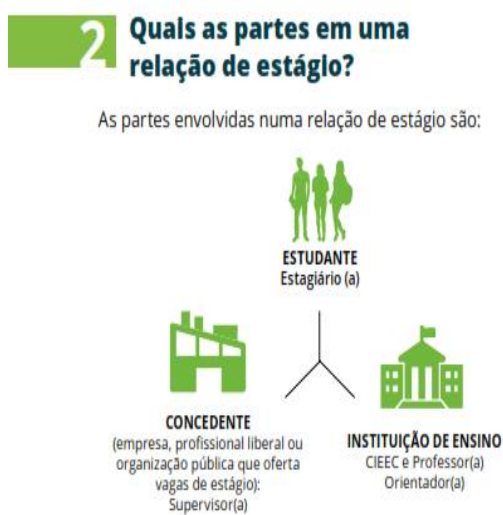 2
Quais as partes em uma
relação de estágio?
As partes envolvidas numa relação de estágio são:
ESTUDANTE
Estagiário (a)
CONCEDENTE
(empresa, profissional liberal ou
organização pública que oferta
vagas de estágio):
Supervisor(a)
INSTITUIÇÃO DE ENSINO
CIEEC e Professor(a)
Orientador(a)